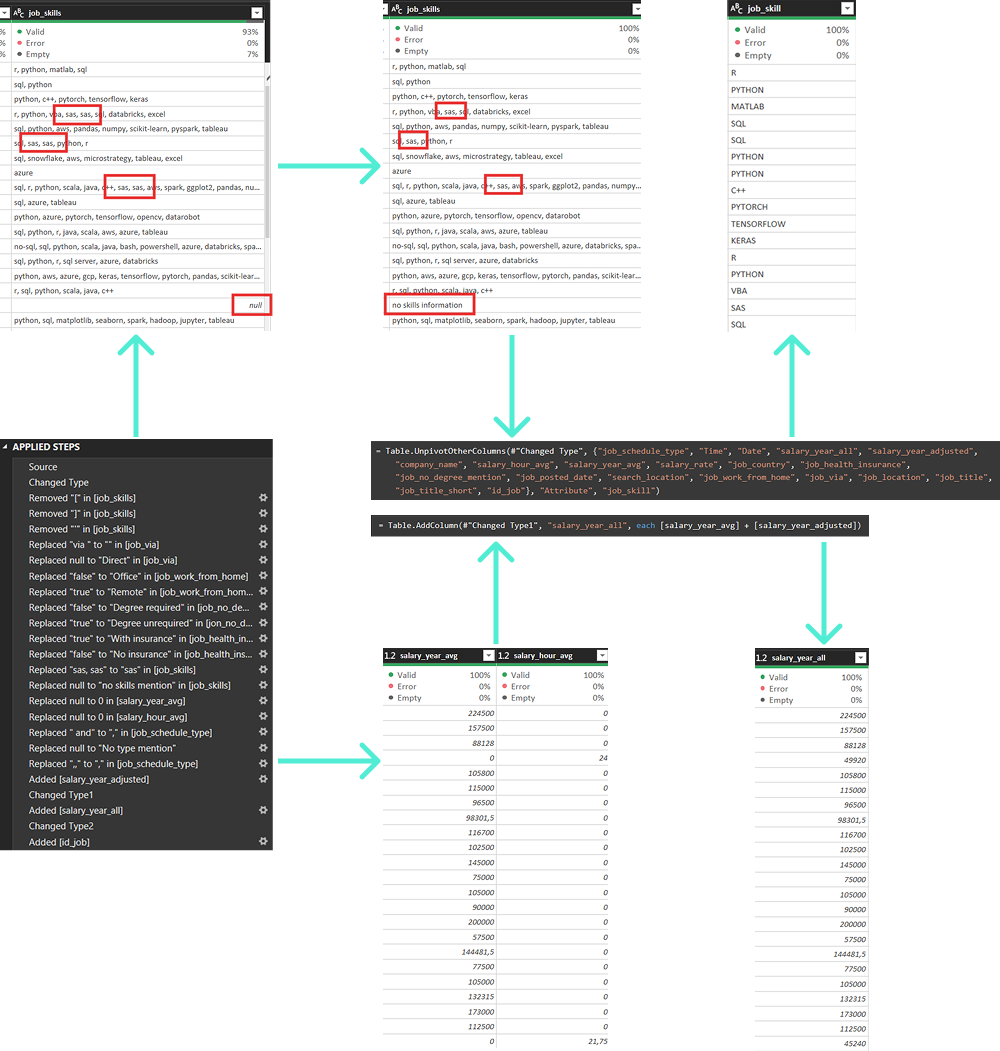 job_skills
Valid 93%
Error 0%
Empty 7%
r, python, matlab, sql
sql, python
python, c++, pytorch, tensorflow, keras
r, python, vba, sas, sas, sql, databricks, excel
sql, python, aws, pandas, numpy, scikit-learn, pyspark, tableau
sql, sas, sas, python, r
sql, snowflake, aws, microstrategy, tableau, excel
azure
sql, r, python, scala, java, c++, sas, sas, aws, spark, ggplot2, pandas, nu...
sql, azure, tableau
python, azure, pytorch, tensorflow, opencv, datarobot
sql, python, r, java, scala, aws, azure, tableau
no-sql, sql, python, scala, java, bash, powershell, azure, databricks, spa...
sql, python, r, sql server, azure, databricks
python, aws, azure, gcp, keras, tensorflow, pytorch, pandas, scikit-lear...
r, sql, python, scala, java, c++
null
python, sql, matplotlib, seaborn, spark, hadoop, jupyter, tableau
job_skills
Valid 100%
Error 0%
Empty 0%
r, python, matlab, sql
sql, python
python, c++, pytorch, tensorflow, keras
r, python, vba, sas, sql, databricks, excel
sql, python, aws, pandas, numpy, scikit-learn, pyspark, tableau
sql, sas, python, r
sql, snowflake, aws, microstrategy, tableau, excel
azure
sql, r, python, scala, java, c++, sas, aws, spark, ggplot2, pandas, numpy...
sql, azure, tableau
python, azure, pytorch, tensorflow, opencv, datarobot
sql, python, r, java, scala, aws, azure, tableau
no-sql, sql, python, scala, java, bash, powershell, azure, databricks, spa...
sql, python, r, sql server, azure, databricks
python, aws, azure, gcp, keras, tensorflow, pytorch, pandas, scikit-lear...
r, sql, python, scala, java, c++
no skills information
python, sql, matplotlib, seaborn, spark, hadoop, jupyter, tableau
job_skill
Valid 100%
Error 0%
Empty 0%
R
PYTHON
MATLAB
SQL
SQL
PYTHON
PYTHON
C++
PYTORCH
TENSORFLOW
KERAS
R
PYTHON
VBA
SAS
SQL
APPLIED STEPS
Source
Changed Type
Removed "[" in [job_skills]
Removed "]" in [job_skills]
Removed "'" in [job_skills]
Replaced "via " to "" in [job_via]
Replaced null to "Direct" in [job_via]
Replaced "false" to "Office" in [job_work_from_home]
Replaced "true" to "Remote" in [job_work_from_hom...
Replaced "false" to "Degree required" in [job_no_de...
Replaced "true" to "Degree unrequired" in [jon_no_d...
Replaced "true" to "With insurance" in [job_health_in...
Replaced "false" to "No insurance" in [job_health_ins...
Replaced "sas, sas" to "sas" in [job_skills]
Replaced null to "no skills mention" in [job_skills]
Replaced null to 0 in [salary_year_avg]
Replaced null to 0 in [salary_hour_avg]
Replaced " and" to "," in [job_schedule_type]
Replaced null to "No type mention"
Replaced ",," to "," in [job_schedule_type]
Added [salary_year_adjusted]
Changed Type1
Added [salary_year_all]
Changed Type2
Added [id_job]
= Table.UnpivotOtherColumns(#"Changed Type", {"job_schedule_type", "Time", "Date", "salary_year_all", "salary_year_adjusted",
"company_name", "salary_hour_avg", "salary_year_avg", "salary_rate", "job_country", "job_health_insurance",
"job_no_degree_mention", "job_posted_date", "search_location", "job_work_from_home", "job_via", "job_location", "job_title",
"job_title_short", "id_job"}, "Attribute", "job_skill")
= Table.AddColumn(#"Changed Type1", "salary_year_all", each [salary_year_avg] + [salary_year_adjusted])
1.2 salary_year_avg 1.2 salary_hour_avg
Valid 100% Valid 100%
Error 0% Error 0%
Empty 0% Empty 0%
224500 0
157500 0
88128 0
0 24
105800 0
115000 0
96500 0
98301,5 0
116700 0
102500 0
145000 0
75000 0
105000 0
90000 0
200000 0
57500 0
144481,5 0
77500 0
105000 0
132315 0
173000 0
112500 0
0 21,75
1.2 salary_year_all
Valid 100%
Error 0%
Empty 0%
224500
157500
88128
49920
105800
115000
96500
98301,5
116700
102500
145000
75000
105000
90000
200000
57500
144481,5
77500
105000
132315
173000
112500
45240